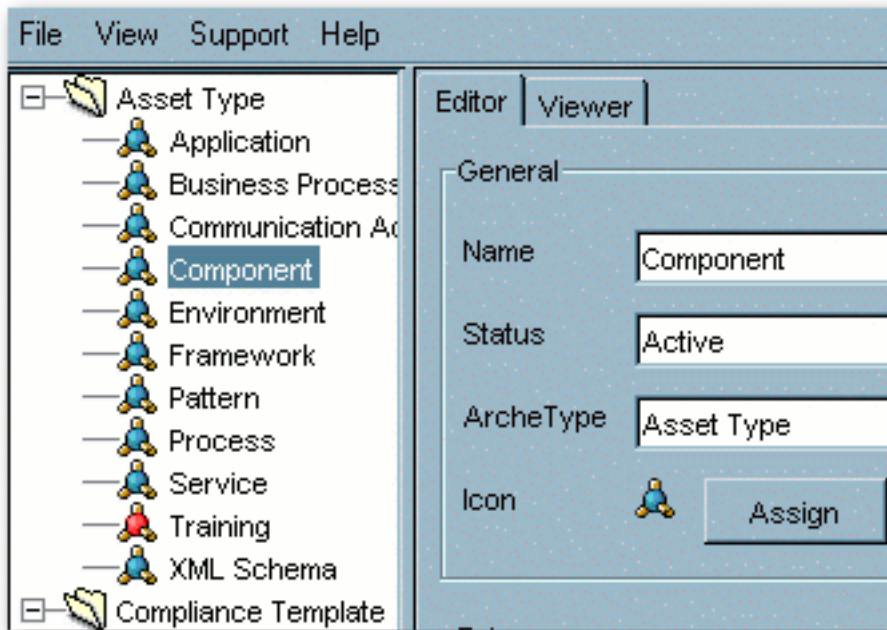 File View Support Help
Asset Type
Application
Business Process
Communication
Component
Environment
Framework
Pattern
Process
Service
Training
XML Schema
Compliance Template
Editor Viewer
General
Name Component
Status Active
ArcheType Asset Type
Icon Assign